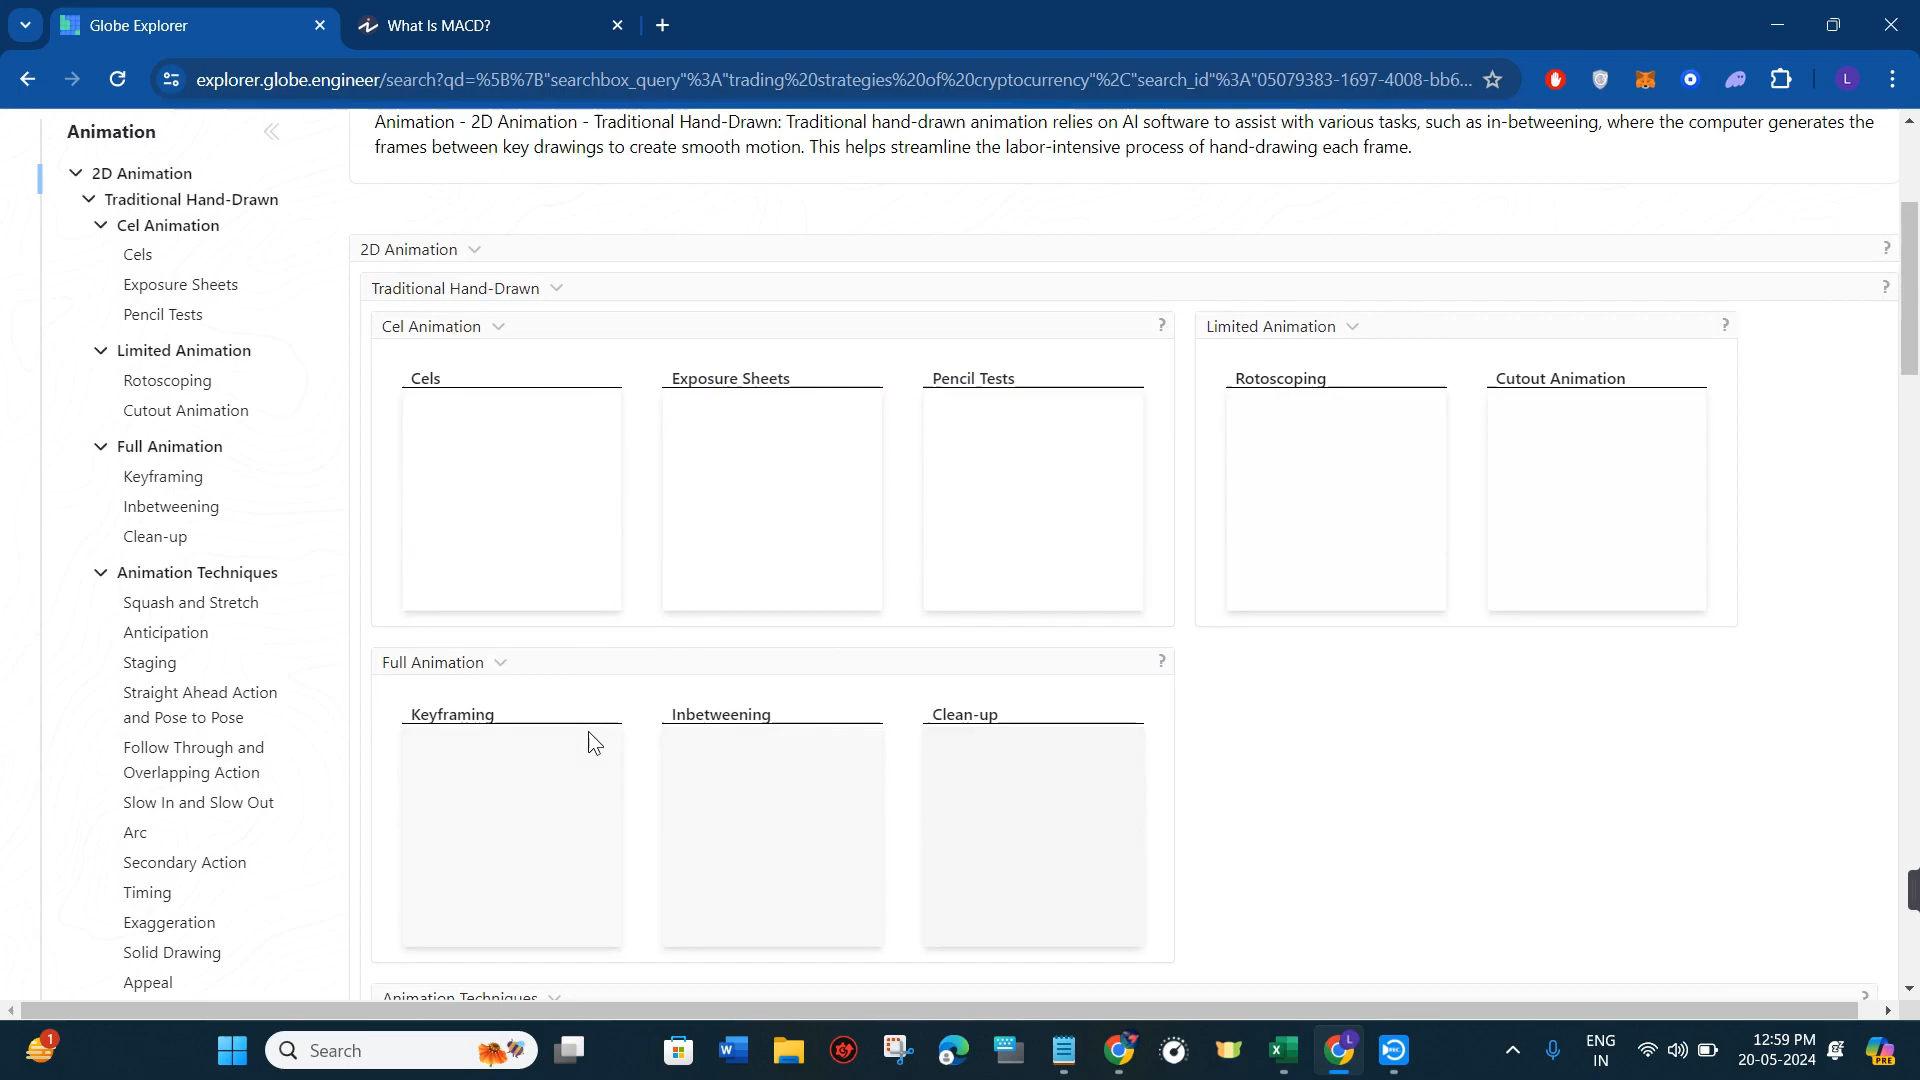 Globe Explorer
What Is MACD?
explorer.globe.engineer/search?qd=%5B%7B"searchbox_query"%3A"trading%20strategies%20of%20cryptocurrency"%2C"search_id"%3A"05079383-1697-4008-bb6...
L
Animation
2D Animation
Traditional Hand-Drawn
Cel Animation
Cels
Exposure Sheets
Pencil Tests
Limited Animation
Rotoscoping
Cutout Animation
Full Animation
Keyframing
Inbetweening
Clean-up
Animation Techniques
Squash and Stretch
Anticipation
Staging
Straight Ahead Action
and Pose to Pose
Follow Through and
Overlapping Action
Slow In and Slow Out
Arc
Secondary Action
Timing
Exaggeration
Solid Drawing
Appeal
Animation - 2D Animation - Traditional Hand-Drawn: Traditional hand-drawn animation relies on AI software to assist with various tasks, such as in-betweening, where the computer generates the
frames between key drawings to create smooth motion. This helps streamline the labor-intensive process of hand-drawing each frame.
2D Animation ?
Traditional Hand-Drawn ?
Cel Animation ?
Cels Exposure Sheets Pencil Tests
Limited Animation ?
Rotoscoping Cutout Animation
Full Animation ?
Keyframing Inbetweening Clean-up
Animation Techniques ?
1
Search
L
ENG
IN
12:59 PM
20-05-2024
PRE